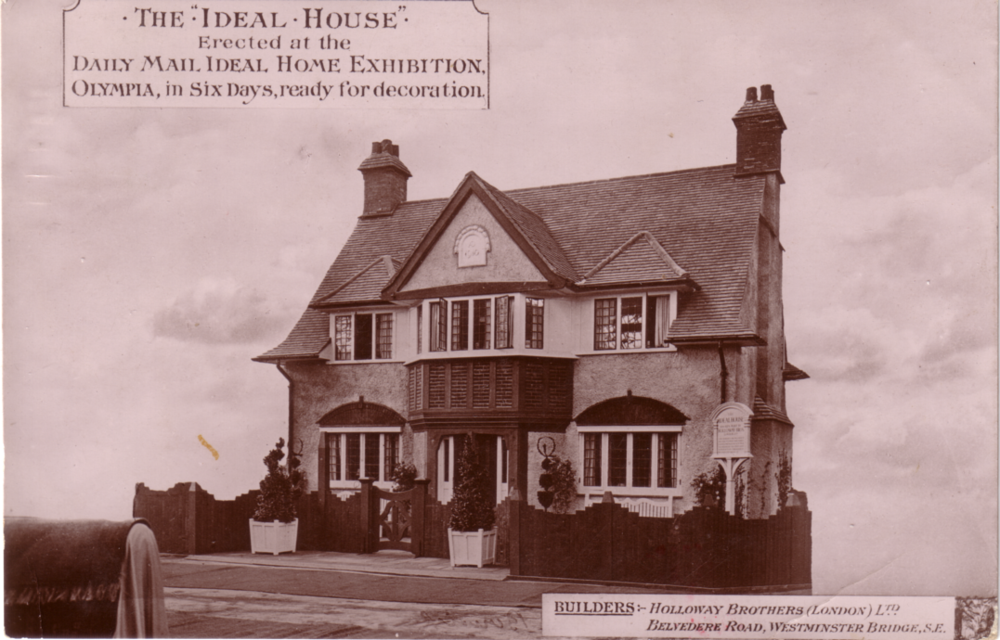 · THE "IDEAL · HOUSE" ·
Erected at the
DAILY MAIL IDEAL HOME EXHIBITION,
OLYMPIA, in Six Days, ready for decoration.
BUILDERS:- HOLLOWAY BROTHERS (LONDON) LTD
BELVEDERE ROAD, WESTMINSTER BRIDGE, S.E.